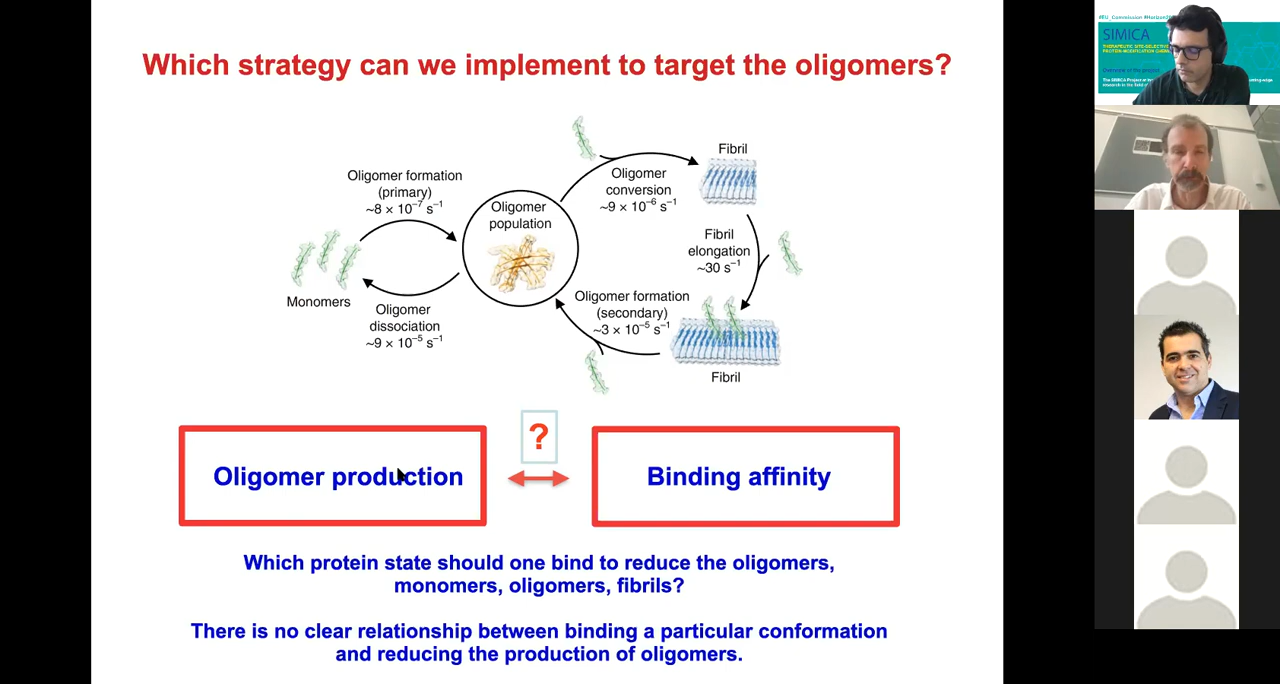 Which strategy can we implement to target the oligomers?
Oligomer formation
(primary)
~8 × 10⁻⁷ s⁻¹
Monomers
Oligomer
dissociation
~9 × 10⁻⁵ s⁻¹
Oligomer
population
Oligomer
conversion
~9 × 10⁻⁶ s⁻¹
Fibril
Fibril
elongation
~30 s⁻¹
Oligomer formation
(secondary)
~3 × 10⁻⁵ s⁻¹
Fibril
Oligomer production
?
Binding affinity
Which protein state should one bind to reduce the oligomers,
monomers, oligomers, fibrils?
There is no clear relationship between binding a particular conformation
and reducing the production of oligomers.
#EU_Commission
SIMICA
THERAPEUTIC SITE-SELECTIVE
PROTEIN-MODIFICATION